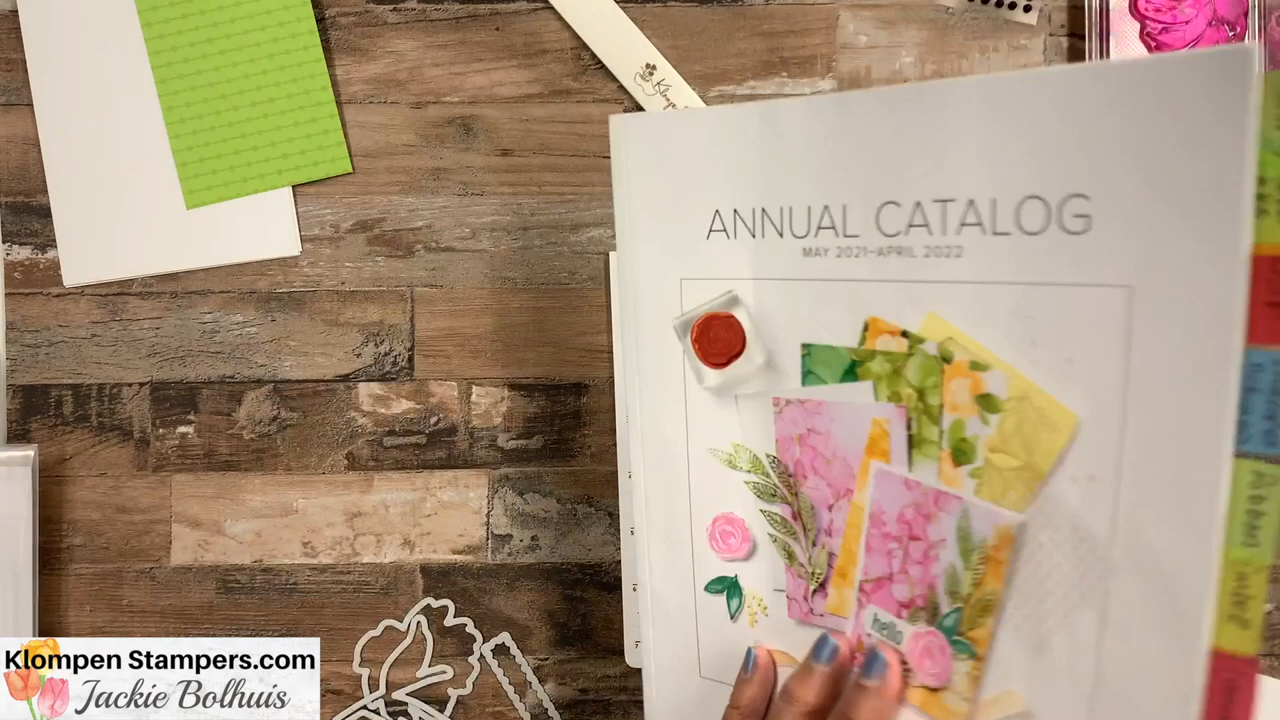 ANNUAL CATALOG
MAY 2021–APRIL 2022
hello
Klompen Stampers.com
Jackie Bolhuis